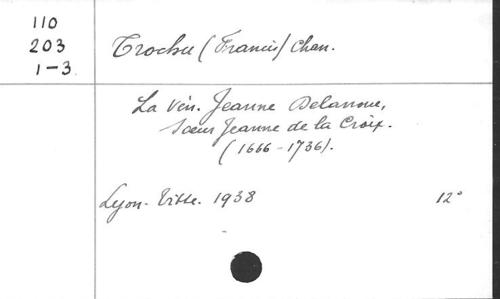 110
203
1-3
Trochu (Francis) Chan.
La Vén. Jeanne Delanoue,
Soeur Jeanne de la Croix.
(1666-1736).
Lyon. Vitte. 1938 12°